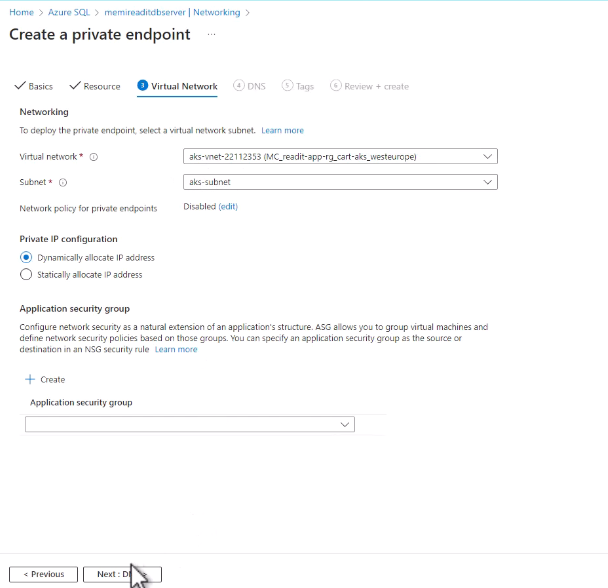 Home > Azure SQL > memireaditdbserver | Networking >
Create a private endpoint ...
Basics Resource 3 Virtual Network 4 DNS 5 Tags 6 Review + create
Networking
To deploy the private endpoint, select a virtual network subnet. Learn more
Virtual network * aks-vnet-22112353 (MC_readit-app-rg_cart-aks_westeurope)
Subnet * aks-subnet
Network policy for private endpoints Disabled (edit)
Private IP configuration
Dynamically allocate IP address
Statically allocate IP address
Application security group
Configure network security as a natural extension of an application's structure. ASG allows you to group virtual machines and
define network security policies based on those groups. You can specify an application security group as the source or
destination in an NSG security rule Learn more
+ Create
Application security group
< Previous Next :